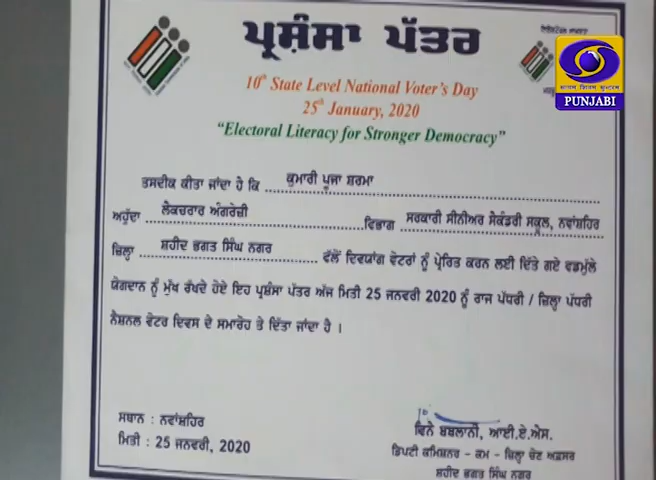 ਪ੍ਰਸ਼ੰਸਾ ਪੱਤਰ
10th State Level National Voter's Day
25th January, 2020
“Electoral Literacy for Stronger Democracy”
ਤਸਦੀਕ ਕੀਤਾ ਜਾਂਦਾ ਹੈ ਕਿ ਕੁਮਾਰੀ ਪੂਜਾ ਸ਼ਰਮਾ
ਅਹੁੱਦਾ ਲੈਕਚਰਾਰ ਅੰਗਰੇਜ਼ੀ ਵਿਭਾਗ ਸਰਕਾਰੀ ਸੀਨੀਅਰ ਸੈਕੰਡਰੀ ਸਕੂਲ, ਨਵਾਂਸ਼ਹਿਰ
ਜ਼ਿਲ੍ਹਾ ਸ਼ਹੀਦ ਭਗਤ ਸਿੰਘ ਨਗਰ ਵੱਲੋਂ ਦਿਵਯਾਂਗ ਵੋਟਰਾਂ ਨੂੰ ਪ੍ਰੇਰਿਤ ਕਰਨ ਲਈ ਦਿੱਤੇ ਗਏ ਵਡਮੁੱਲੇ
ਯੋਗਦਾਨ ਨੂੰ ਮੁੱਖ ਰੱਖਦੇ ਹੋਏ ਇਹ ਪ੍ਰਸ਼ੰਸਾ ਪੱਤਰ ਅੱਜ ਮਿਤੀ 25 ਜਨਵਰੀ 2020 ਨੂੰ ਰਾਜ ਪੱਧਰੀ / ਜ਼ਿਲ੍ਹਾ ਪੱਧਰੀ
ਨੈਸ਼ਨਲ ਵੋਟਰ ਦਿਵਸ ਦੇ ਸਮਾਰੋਹ ਤੇ ਦਿੱਤਾ ਜਾਂਦਾ ਹੈ ।
ਸਥਾਨ : ਨਵਾਂਸ਼ਹਿਰ
ਮਿਤੀ : 25 ਜਨਵਰੀ, 2020
ਵਿਨੇ ਬਬਲਾਨੀ, ਆਈ.ਏ.ਐਸ.
ਡਿਪਟੀ ਕਮਿਸ਼ਨਰ - ਕਮ - ਜ਼ਿਲ੍ਹਾ ਚੋਣ ਅਫ਼ਸਰ
ਸ਼ਹੀਦ ਭਗਤ ਸਿੰਘ ਨਗਰ
PUNJABI